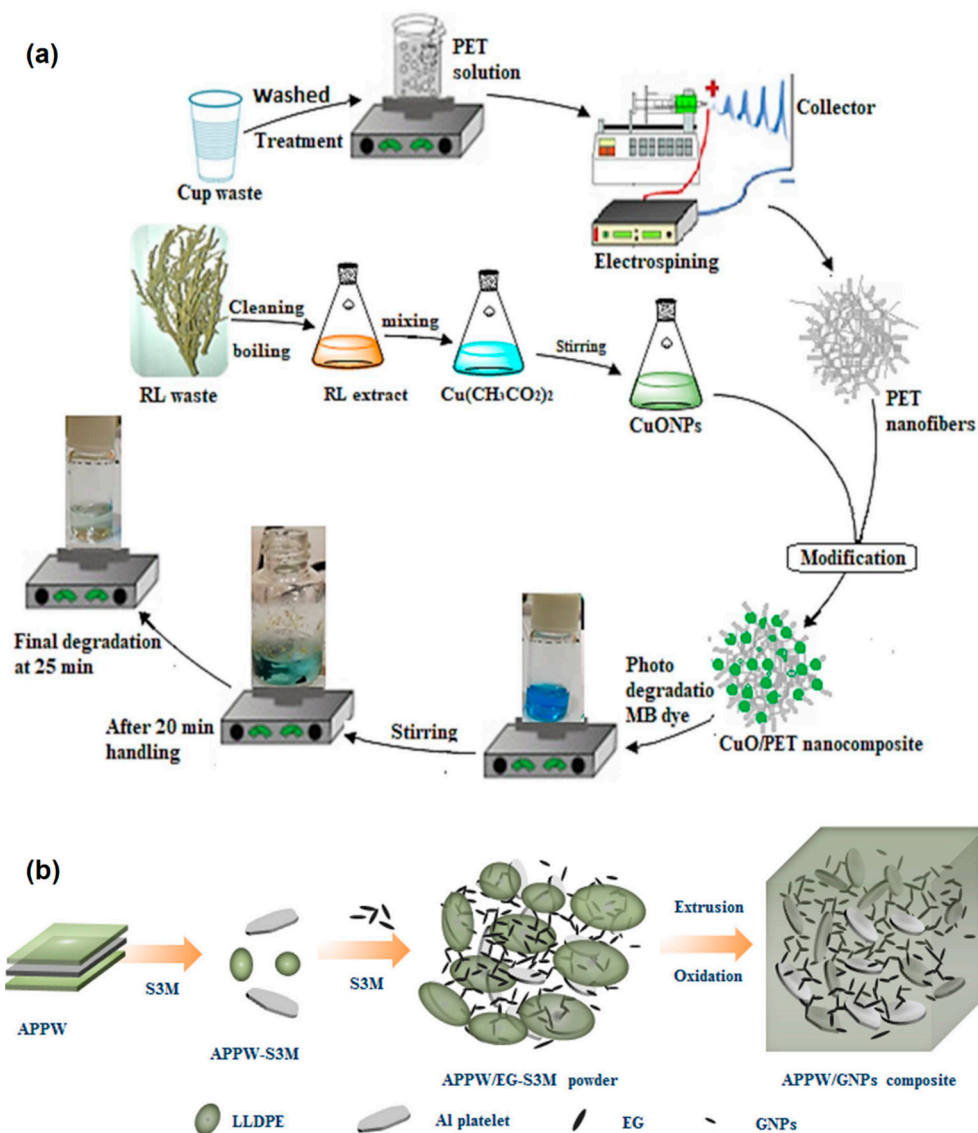 (a)
PET
solution
Washed
Treatment
Cup waste
+
Collector
Electrospining
RL waste
Cleaning
boiling
RL extract
mixing
Cu(CH3CO2)2
Stirring
CuONPs
PET
nanofibers
Modification
CuO/PET nanocomposite
Photo
degradatio
MB dye
Stirring
After 20 min
handling
Final degradation
at 25 min
(b)
APPW
S3M
APPW-S3M
S3M
APPW/EG-S3M powder
Extrusion
Oxidation
APPW/GNPs composite
LLDPE
Al platelet
EG
GNPs